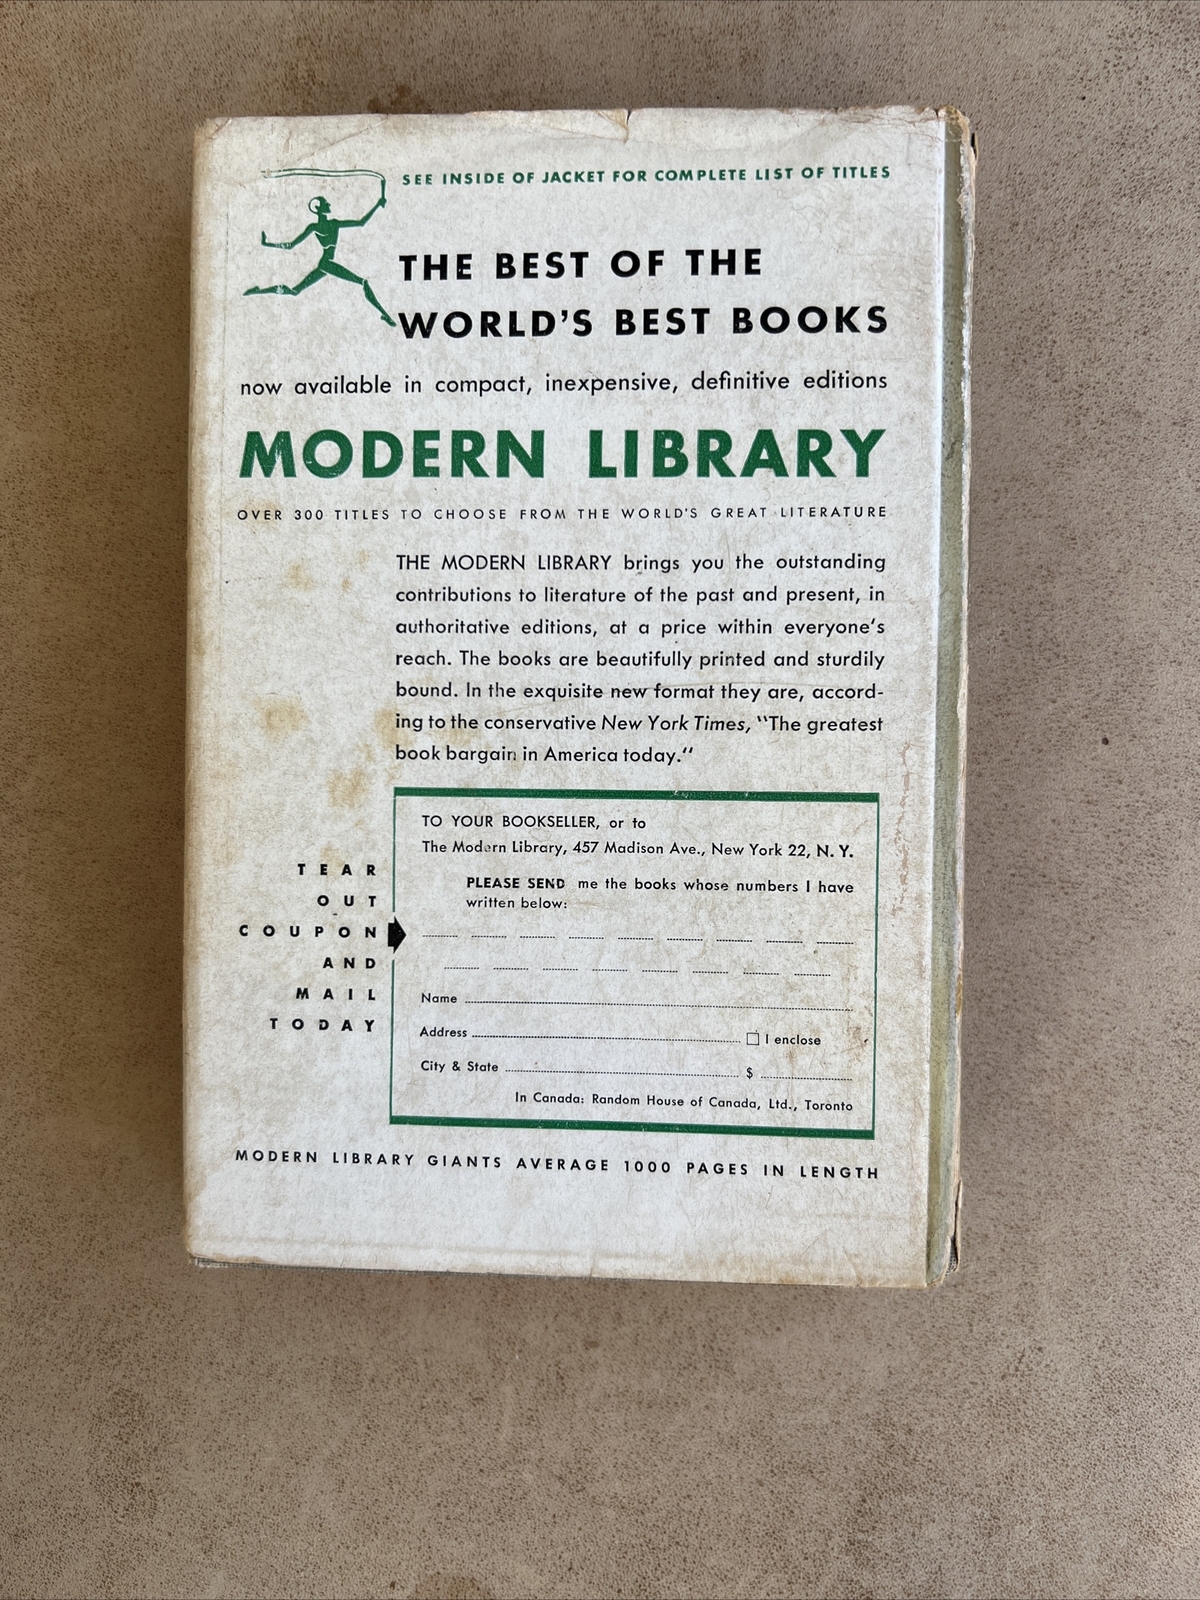 SEE INSIDE OF JACKET FOR COMPLETE LIST OF TITLES
THE BEST OF THE
WORLD'S BEST BOOKS
now available in compact, inexpensive, definitive editions
MODERN LIBRARY
OVER 300 TITLES TO CHOOSE FROM THE WORLD'S GREAT LITERATURE
THE MODERN LIBRARY brings you the outstanding
contributions to literature of the past and present, in
authoritative editions, at a price within everyone's
reach. The books are beautifully printed and sturdily
bound. In the exquisite new format they are, accord-
ing to the conservative New York Times, "The greatest
book bargain in America today."
TEAR
OUT
COUPON
AND
MAIL
TODAY
TO YOUR BOOKSELLER, or to
The Modern Library, 457 Madison Ave., New York 22, N. Y.
PLEASE SEND me the books whose numbers I have
written below:
Name
Address I enclose
City & State $
In Canada: Random House of Canada, Ltd., Toronto
MODERN LIBRARY GIANTS AVERAGE 1000 PAGES IN LENGTH